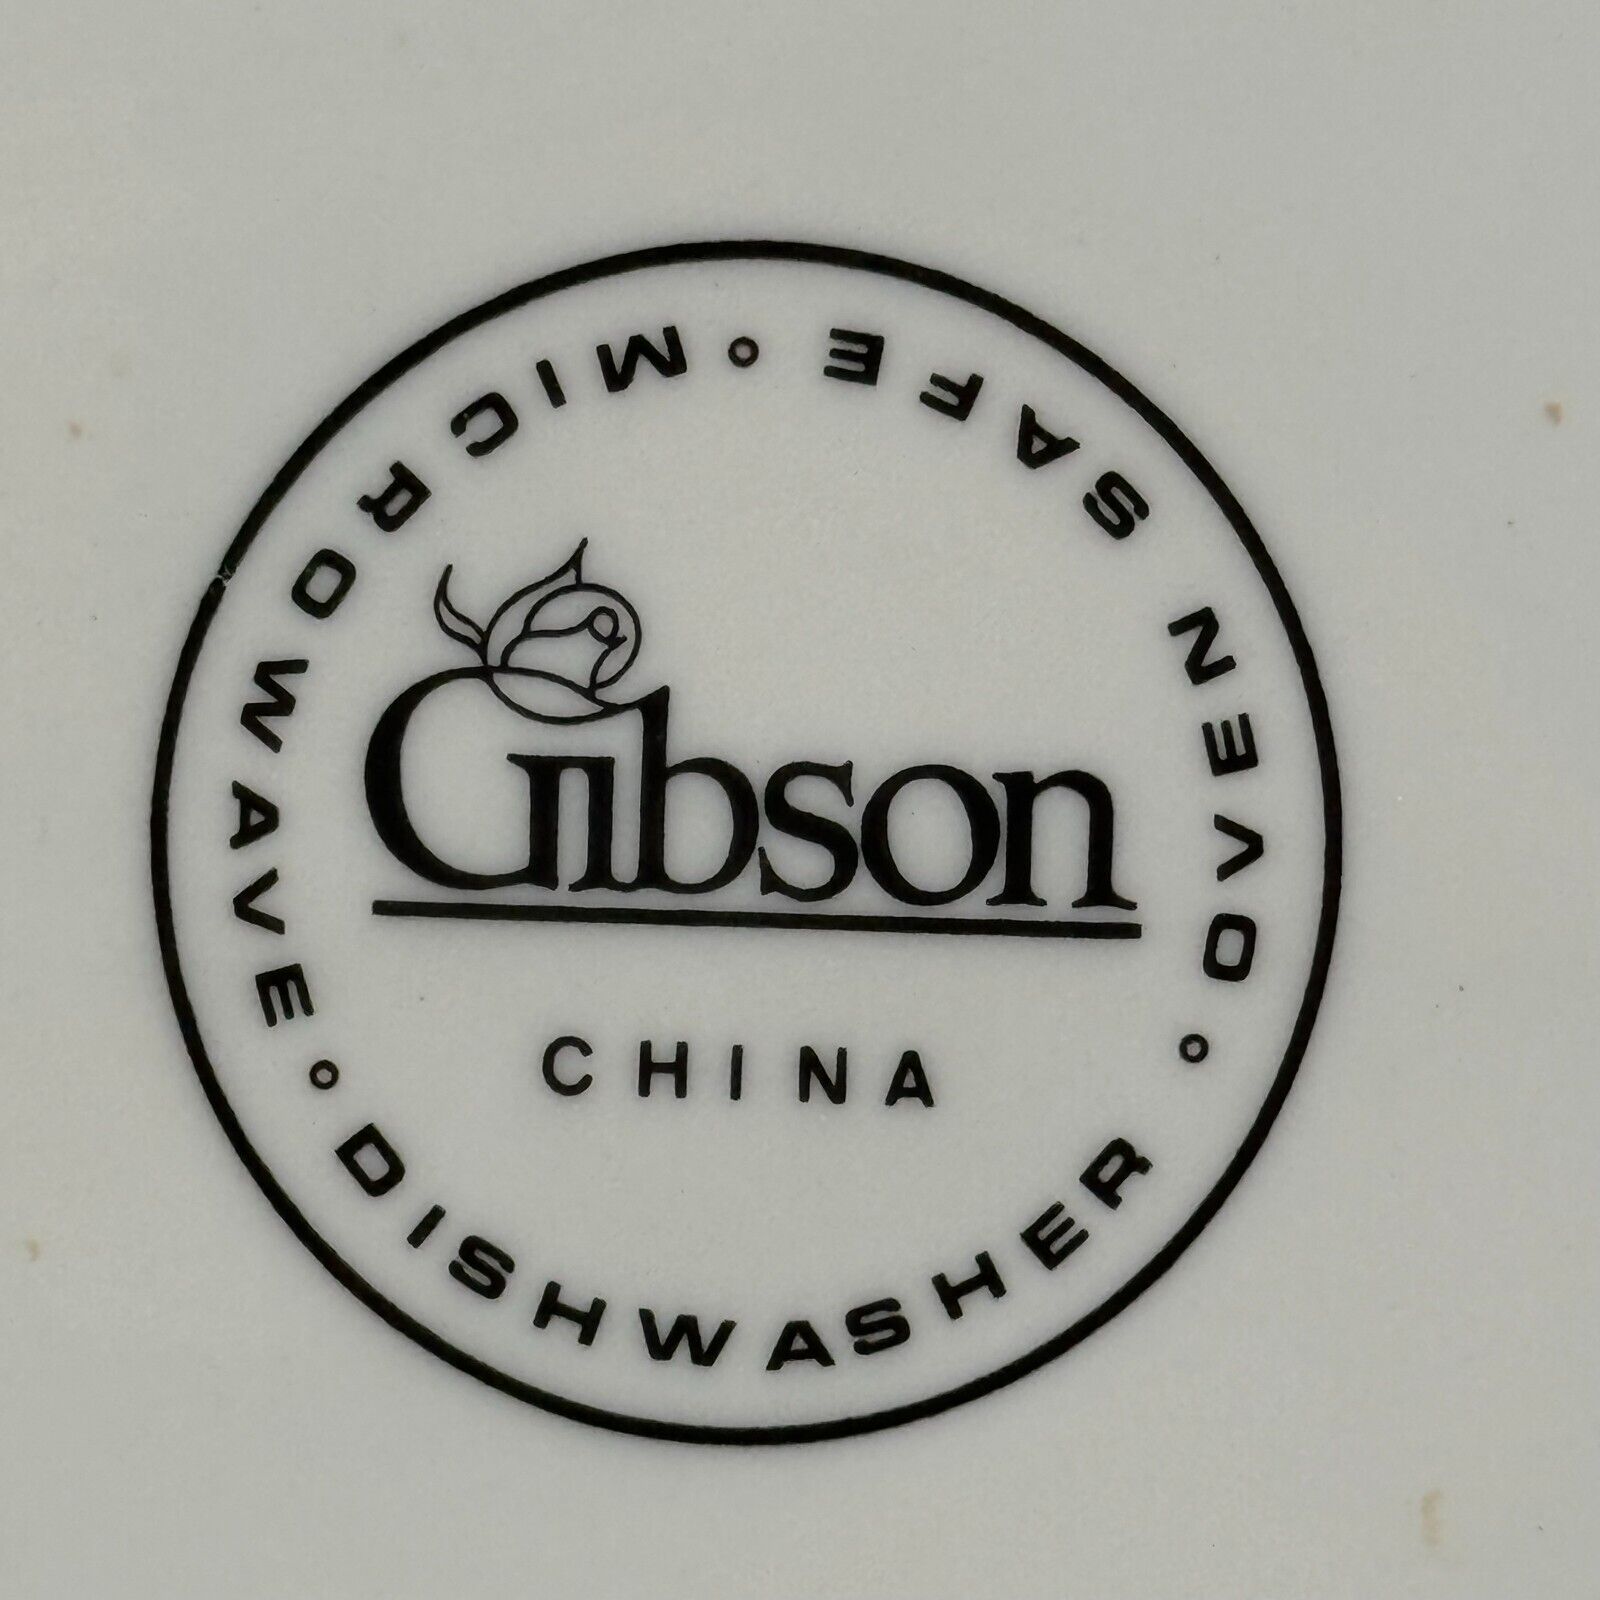 Gibson
CHINA
MICROWAVE • DISHWASHER • OVEN SAFE •